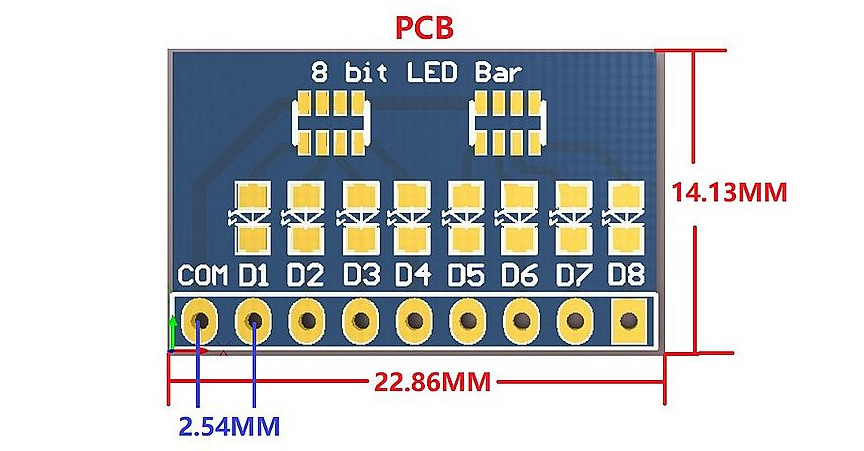 PCB
8 bit LED Bar
14.13MM
COM D1 D2 D3 D4 D5 D6 D7 D8
X
22.86MM
2.54MM